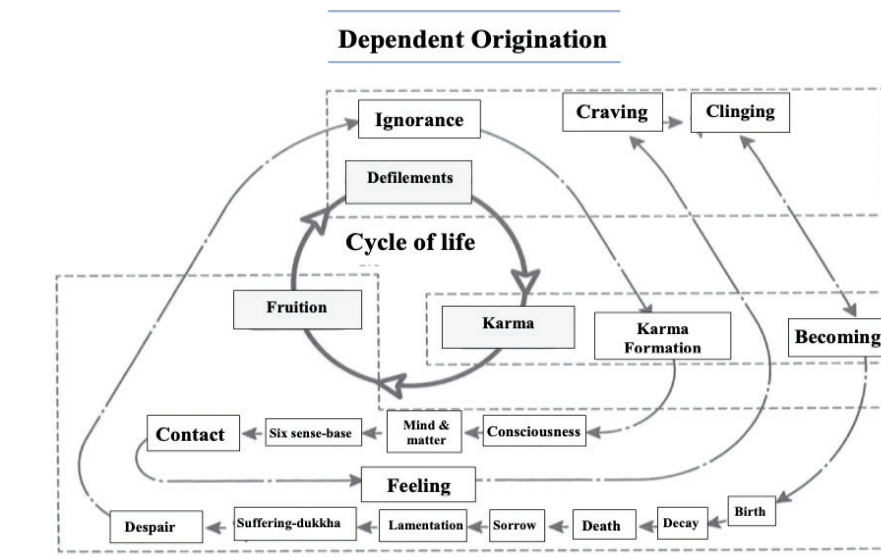 Dependent Origination
Ignorance
Craving
Clinging
Defilements
Cycle of life
Fruition
Karma
Karma
Formation
Becoming
Contact
Six sense-base
Mind &
matter
Consciousness
Feeling
Despair
Suffering-dukkha
Lamentation
Sorrow
Death
Decay
Birth